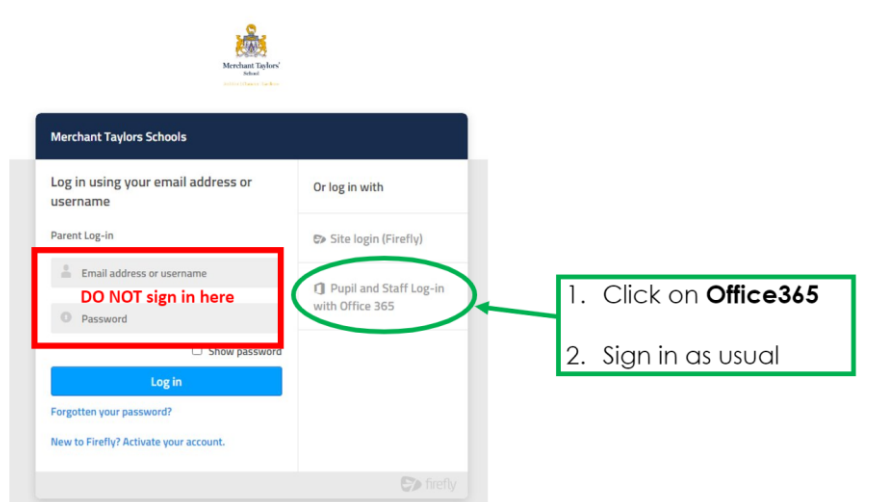 Merchant Taylors'
School
Merchant Taylors Schools
Log in using your email address or
username
Parent Log-in
Email address or username
DO NOT sign in here
Password
Show password
Log in
Forgotten your password?
New to Firefly? Activate your account.
Or log in with
Site login (Firefly)
Pupil and Staff Log-in
with Office 365
firefly
1. Click on Office365
2. Sign in as usual